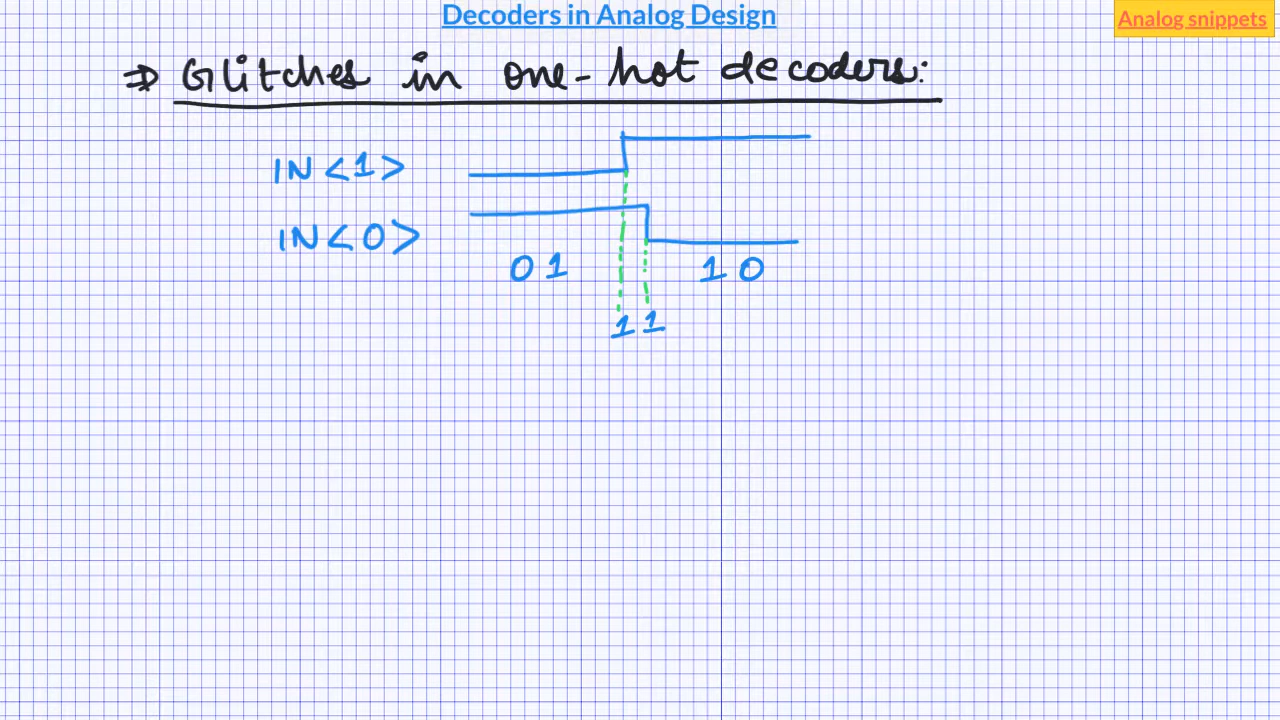 Decoders in Analog Design
Analog snippets
⇒ Glitches in one-hot decoders:
IN<1>
IN<0>
01 10
11